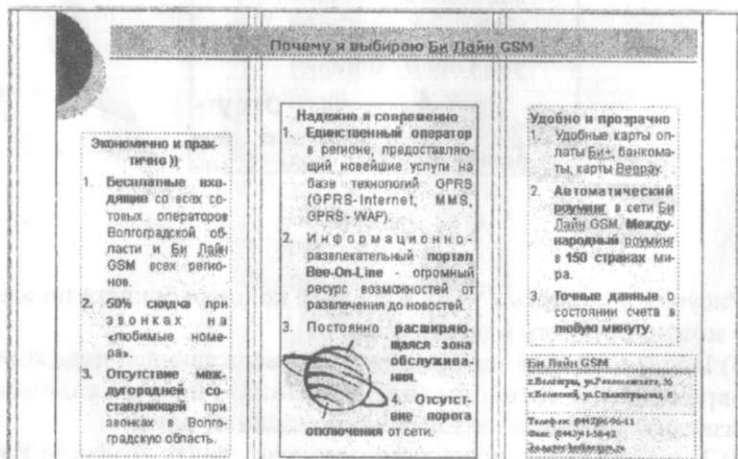 Почему я выбираю Би Лайн GSM
Экономично и прак-
тично ))
1. Бесплатные вхо-
дящие со всех со-
товых операторов
Волгоградской об-
ласти и Би Лайн
GSM всех регио-
нов.
2. 50% скидка при
звонках на
«любимые номе-
ра».
3. Отсутствие меж-
дугородней со-
ставляющей при
звонках в Волго-
градскую область.
Надежно и современно
1. Единственный оператор
в регионе, предоставляю-
щий новейшие услуги на
базе технологий GPRS
(GPRS-Internet, MMS,
GPRS - WAP).
2. Информационно-
развлекательный портал
Bee-On-Line - огромный
ресурс возможностей от
развлечения до новостей.
3. Постоянно расширяю-
щаяся зона
обслужива-
ния.
4. Отсутст-
вие порога
отключения от сети.
Удобно и прозрачно
1. Удобные карты оп-
латы Би+, банкома-
ты, карты Beepay.
2. Автоматический
роуминг в сети Би
Лайн GSM. Между-
народный роуминг
в 150 странах ми-
ра.
3. Точные данные о
состоянии счета в
любую минуту.
Би Лайн GSM